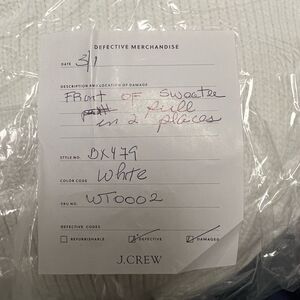 DEFECTIVE MERCHANDISE
DATE 3/1
DESCRIPTION AND LOCATION OF DAMAGE
FRONT OF Sweater
pull
in 2 places
STYLE NO. BX479
COLOR CODE White
SKU NO. WT0002
DEFECTIVE CODES
REFURBISHABLE DEFECTIVE DAMAGED
J.CREW